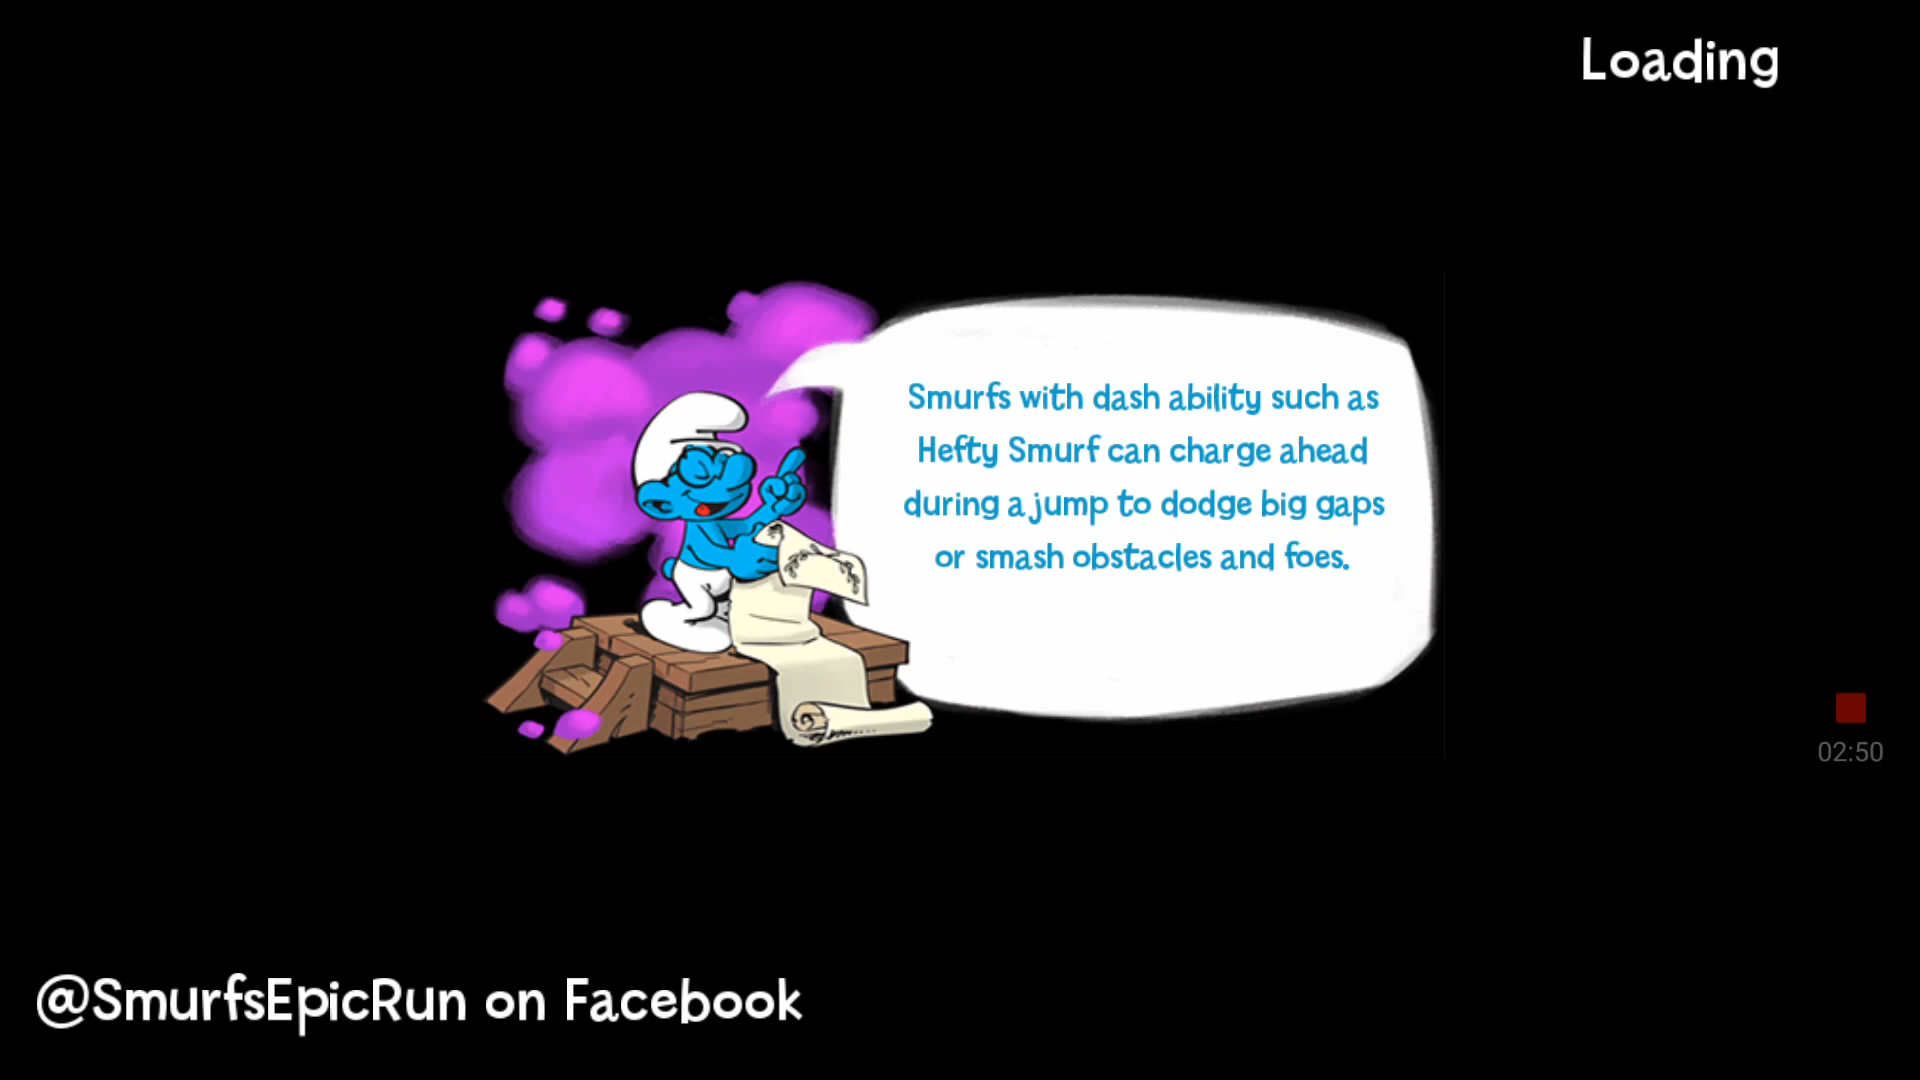 Loading
Smurfs with dash ability such as
Hefty Smurf can charge ahead
during a jump to dodge big gaps
or smash obstacles and foes.
02:50
@SmurfsEpicRun on Facebook